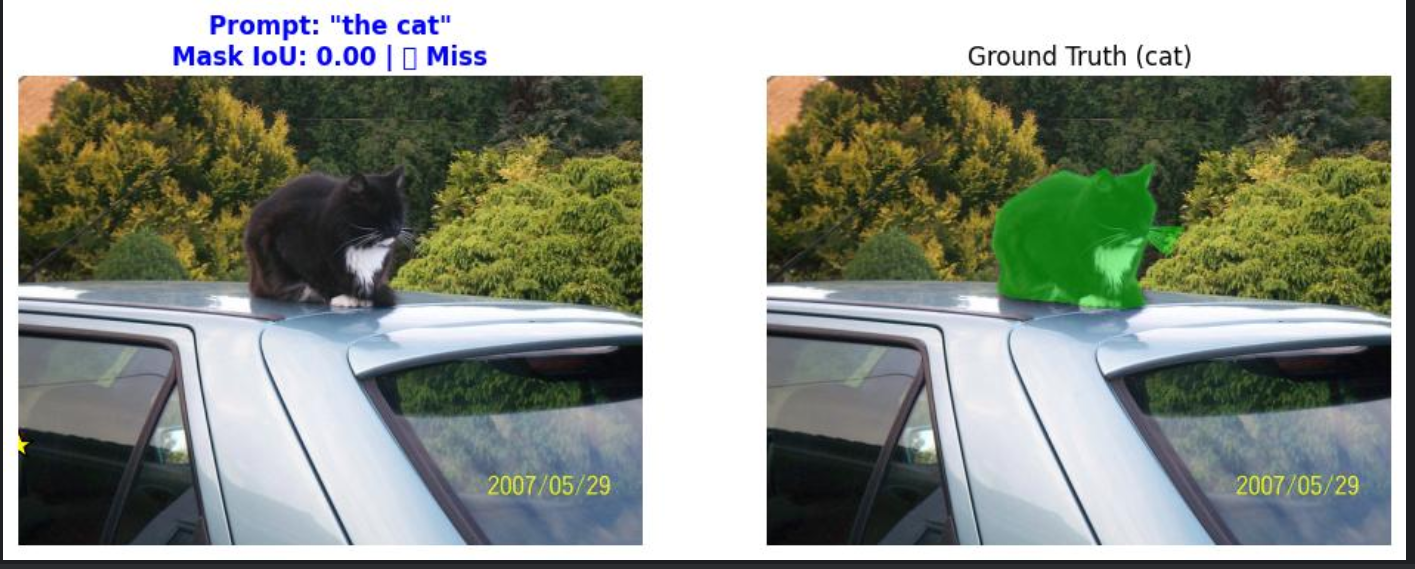 Prompt: "the cat"
Mask IoU: 0.00 | ▯ Miss
Ground Truth (cat)
2007/05/29
2007/05/29